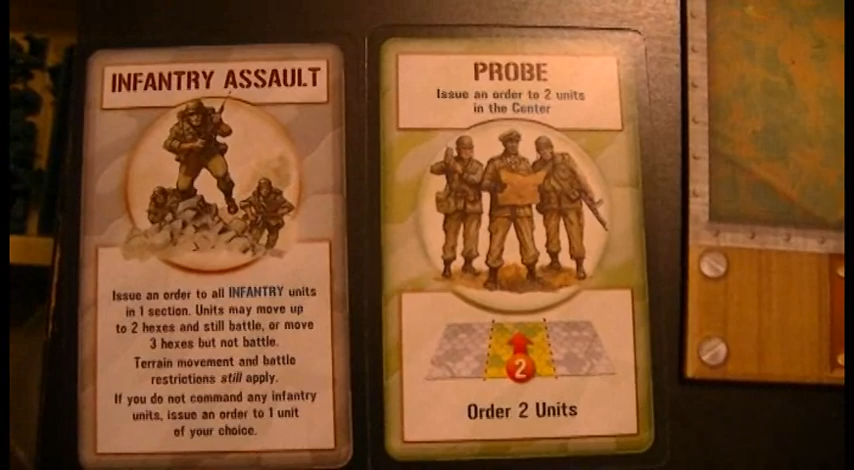 INFANTRY ASSAULT
Issue an order to all INFANTRY units
in 1 section. Units may move up
to 2 hexes and still battle, or move
3 hexes but not battle.
Terrain movement and battle
restrictions still apply.
If you do not command any infantry
units, issue an order to 1 unit
of your choice.
PROBE
Issue an order to 2 units
in the Center
2
Order 2 Units